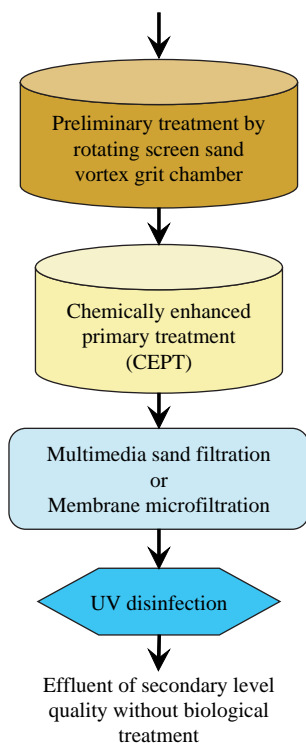 Preliminary treatment by
rotating screen sand
vortex grit chamber
Chemically enhanced
primary treatment
(CEPT)
Multimedia sand filtration
or
Membrane microfiltration
UV disinfection
Effluent of secondary level
quality without biological
treatment